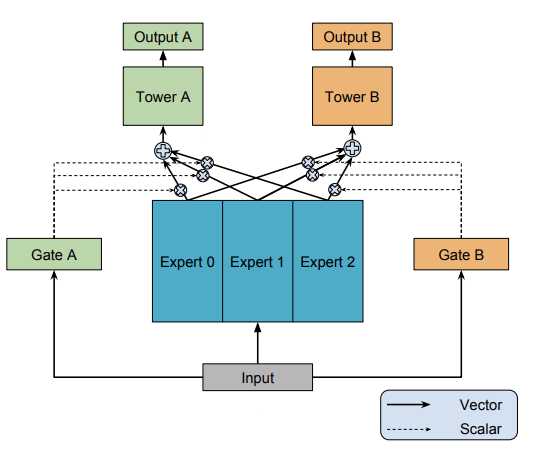 Output A
Output B
Tower A
Tower B
Gate A
Expert 0
Expert 1
Expert 2
Gate B
Input
Vector
Scalar